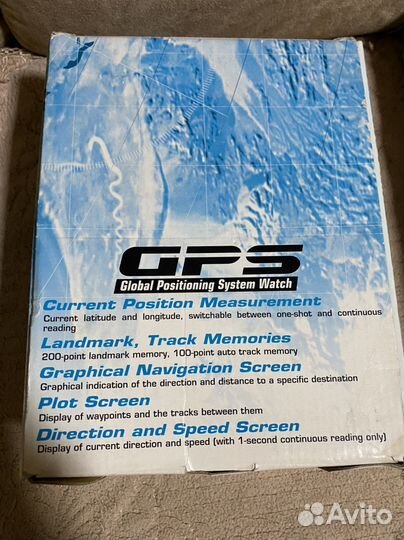 GPS
Global Positioning System Watch
Current Position Measurement
Current latitude and longitude, switchable between one-shot and continuous
reading
Landmark, Track Memories
200-point landmark memory, 100-point auto track memory
Graphical Navigation Screen
Graphical indication of the direction and distance to a specific destination
Plot Screen
Display of waypoints and the tracks between them
Direction and Speed Screen
Display of current direction and speed (with 1-second continuous reading only)
Avito